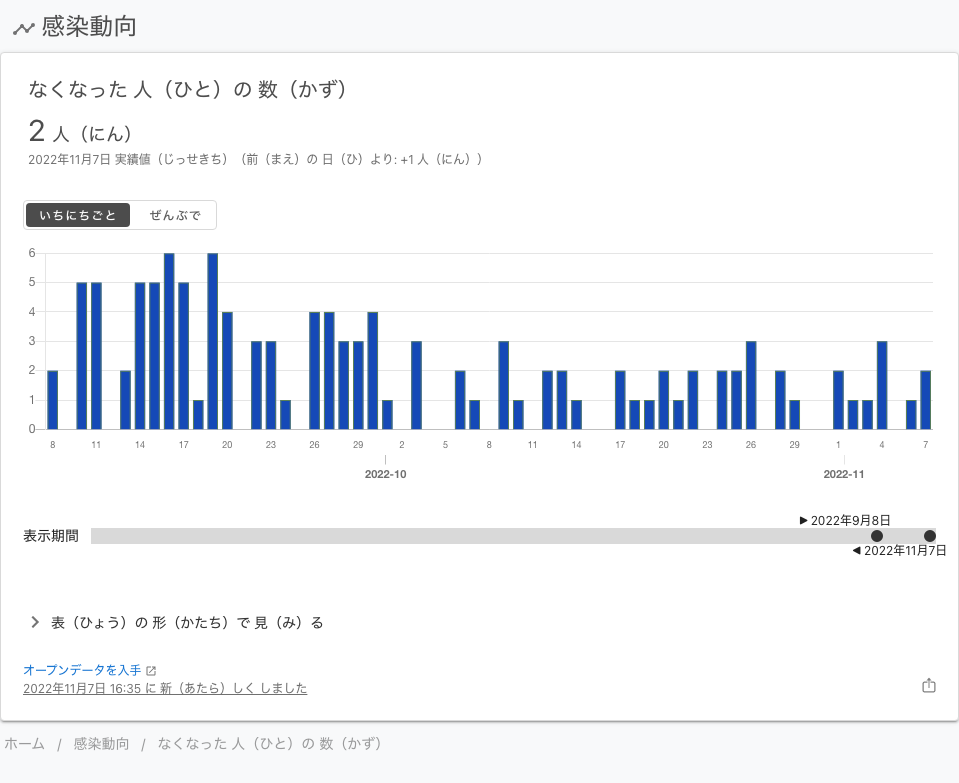 感染動向
なくなった 人（ひと）の 数（かず）
2 人（にん）
2022年11月7日 実績値（じっせきち）（前（まえ）の 日（ひ）より: +1 人（にん））
いちにちごと ぜんぶで
6
5
4
3
2
1
0
8 11 14 17 20 23 26 29 2 5 8 11 14 17 20 23 26 29 1 4 7
2022-10 2022-11
2022年9月8日
表示期間
2022年11月7日
表（ひょう）の 形（かたち）で 見（み）る
オープンデータを入手
2022年11月7日 16:35 に 新（あたら）しく しました
ホーム / 感染動向 / なくなった 人（ひと）の 数（かず）